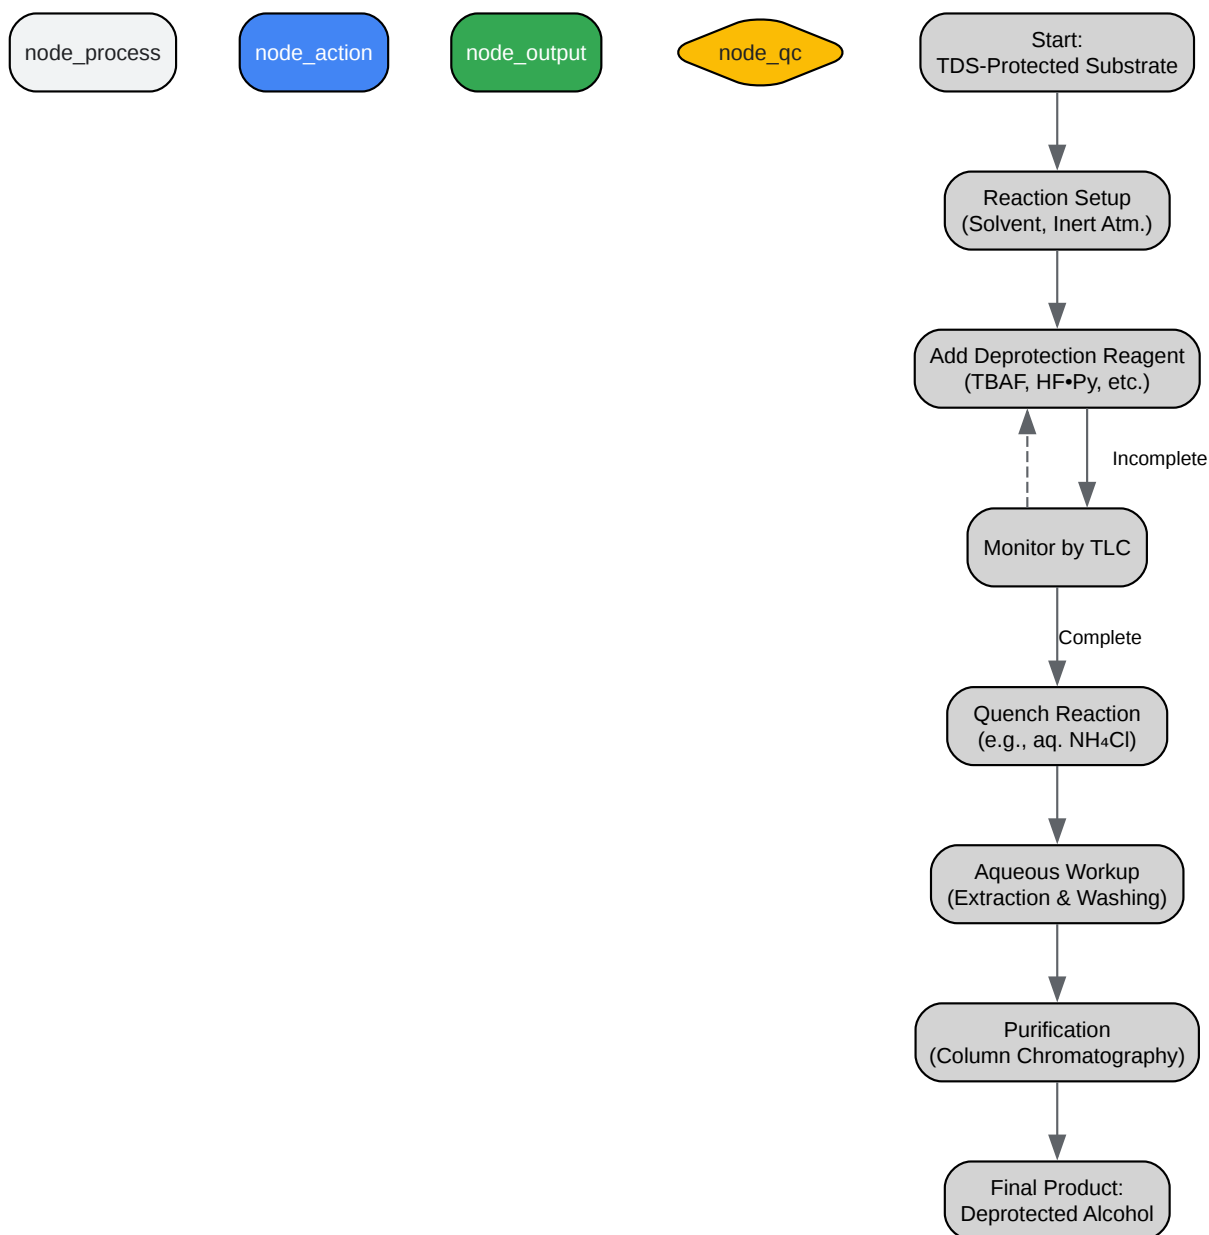 node_process
node_action
node_output
node_qc
Start:
TDS-Protected Substrate
Reaction Setup
(Solvent, Inert Atm.)
Add Deprotection Reagent
(TBAF, HF•Py, etc.)
Incomplete
Monitor by TLC
Complete
Quench Reaction
(e.g., aq. NH₄Cl)
Aqueous Workup
(Extraction & Washing)
Purification
(Column Chromatography)
Final Product:
Deprotected Alcohol